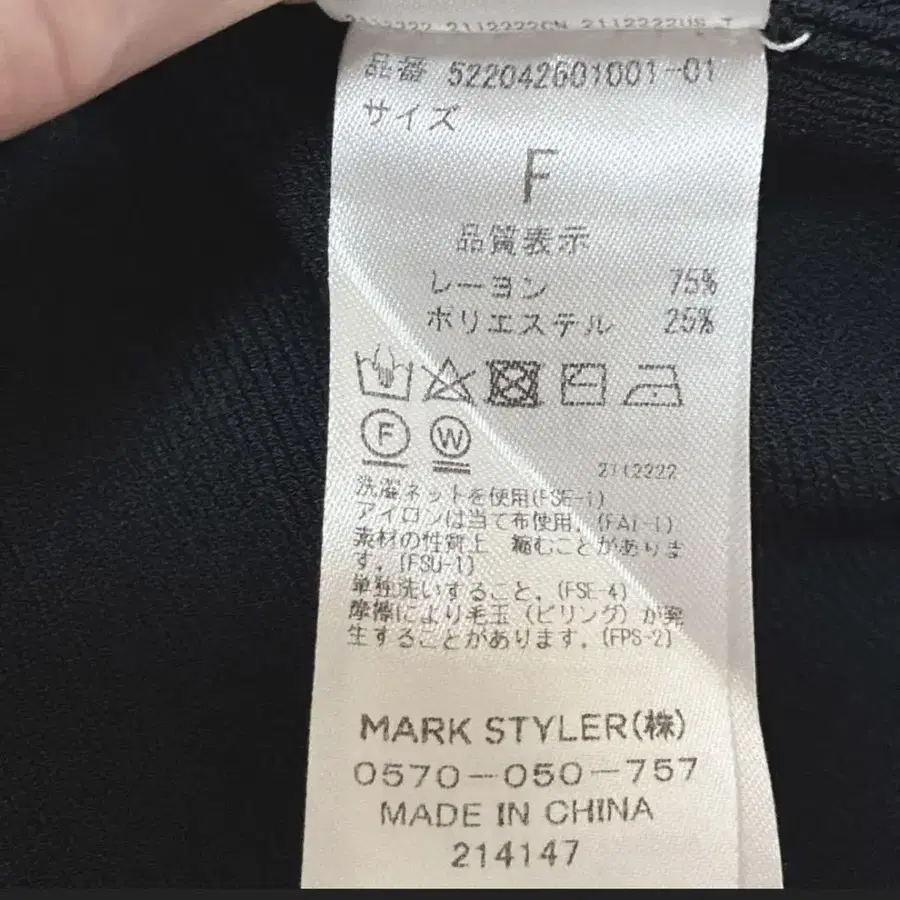 2112222 2112222CN 2112222US-T
品番 522042601001-01
サイズ
F
品質表示
レーヨン 75%
ポリエステル 25%
F W
2112222
洗濯ネットを使用(FSE-1)
アイロンは当て布使用。(FAI-1)
素材の性質上 縮むことがありま
す。(FSU-1)
単独洗いすること。(FSE-4)
摩擦により毛玉（ピリング）が発
生することがあります。(FPS-2)
MARK STYLER(株)
0570-050-757
MADE IN CHINA
214147